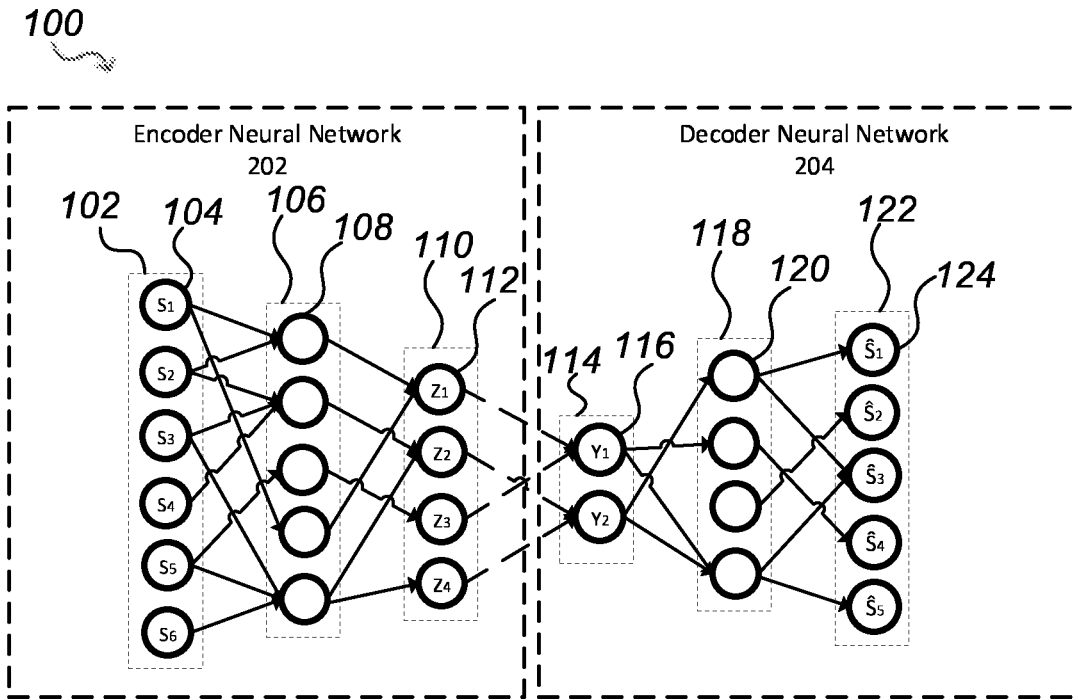 100
Encoder Neural Network
202
Decoder Neural Network
204
102
104
106
108
110
112
114
116
118
120
122
124
S1
S2
S3
S4
S5
S6
Z1
Z2
Z3
Z4
Y1
Y2
Ŝ1
Ŝ2
Ŝ3
Ŝ4
Ŝ5